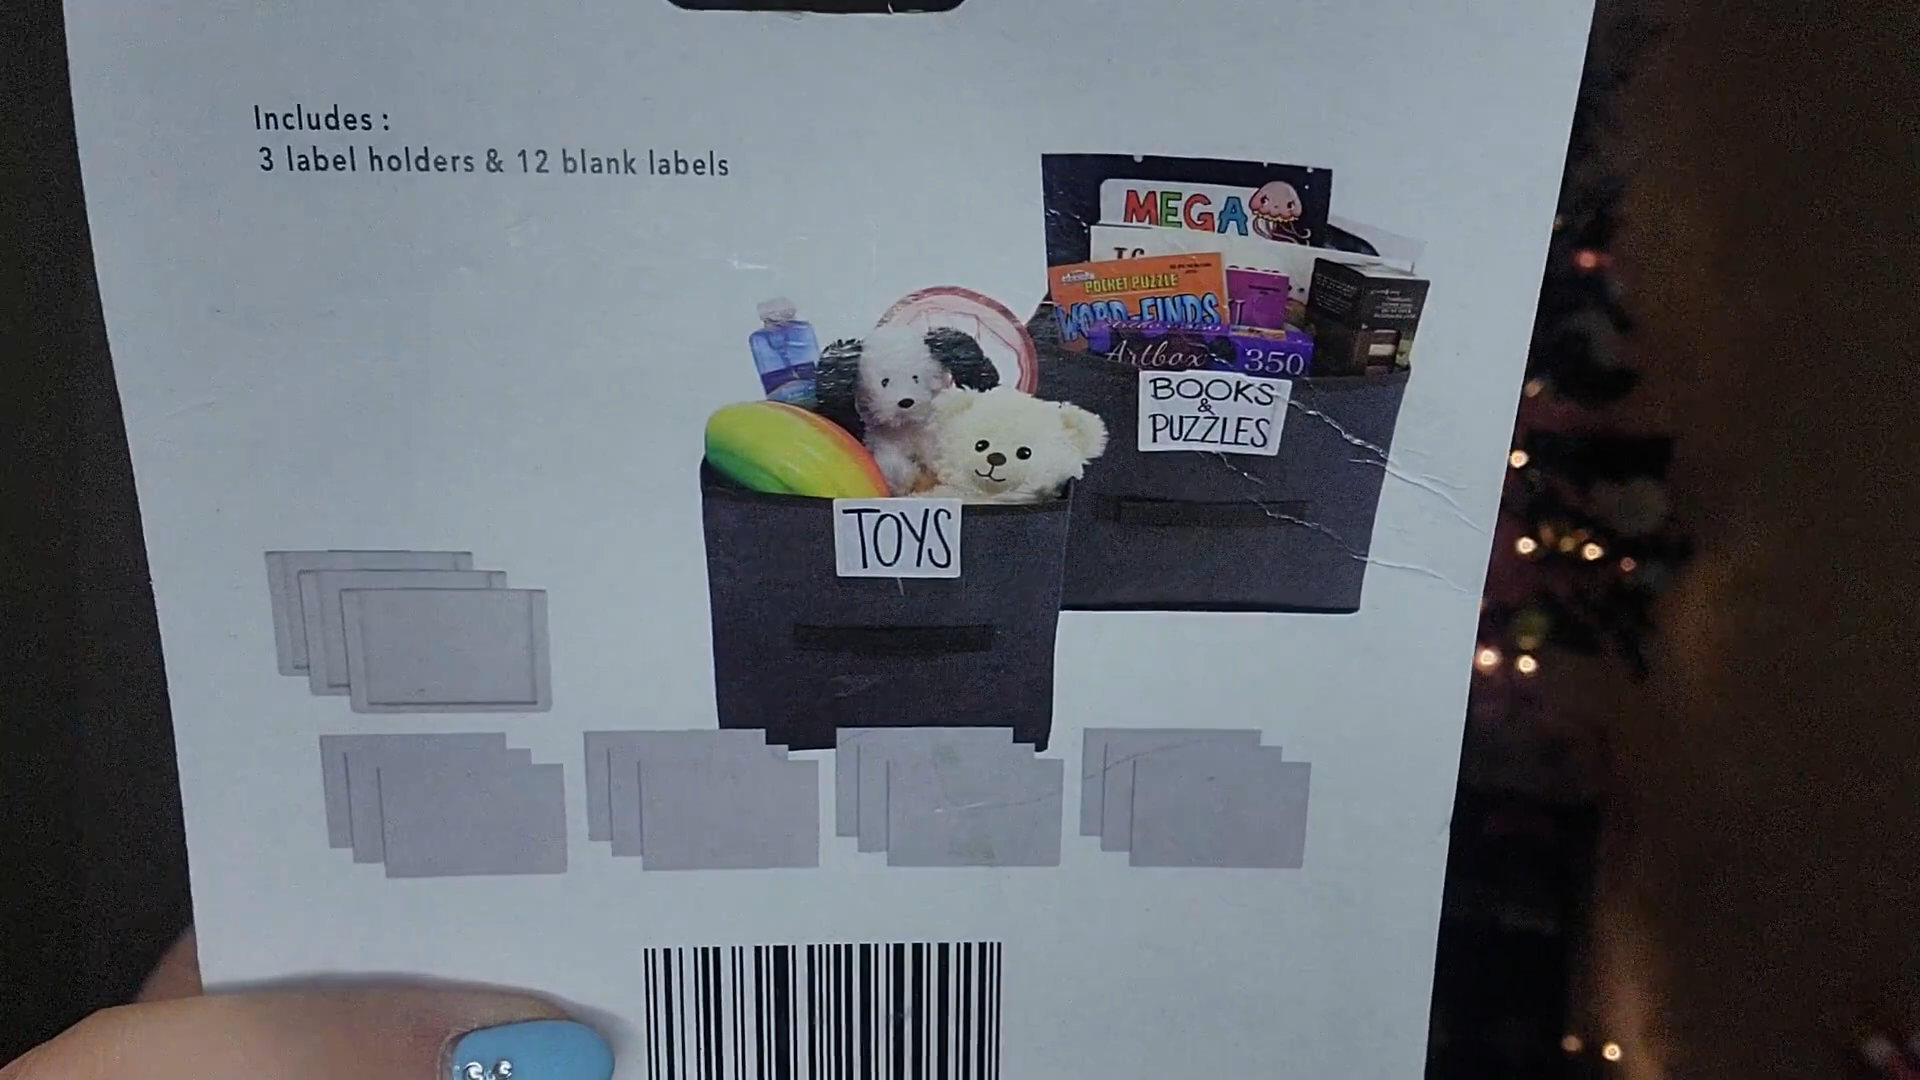 Includes :
3 label holders & 12 blank labels
MEGA
POCKET PUZZLE
WORD-FINDS
Artbox
350
BOOKS
&
PUZZLES
TOYS